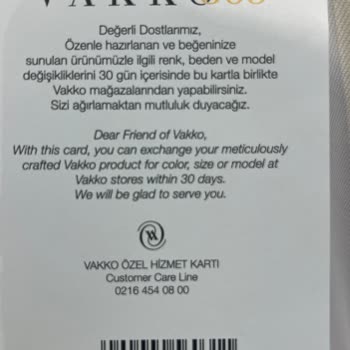 VAKKO
Değerli Dostlarımız,
Özenle hazırlanan ve beğeninize
sunulan ürünümüzle ilgili renk, beden ve model
değişikliklerini 30 gün içerisinde bu kartla birlikte
Vakko mağazalarından yapabilirsiniz.
Sizi ağırlamaktan mutluluk duyacağız.
Dear Friend of Vakko,
With this card, you can exchange your meticulously
crafted Vakko product for color, size or model at
Vakko stores within 30 days.
We will be glad to serve you.
VAKKO ÖZEL HİZMET KARTI
Customer Care Line
0216 454 08 00